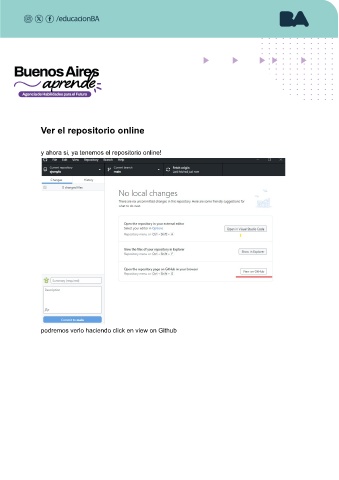 /educacionBA
BA
Buenos Aires
aprende
Agencia de Habilidades para el Futuro
Ver el repositorio online
y ahora si, ya tenemos el repositorio online!
File Edit View Repository Branch Help
Current repository
ejemplo
Current branch
main
Fetch origin
Last fetched just now
Changes
History
0 changed files
No local changes
There are no uncommitted changes in this repository. Here are some friendly suggestions for
what to do next.
Open the repository in your external editor
Select your editor in Options
Repository menu or Ctrl + Shift + A
Open in Visual Studio Code
View the files of your repository in Explorer
Repository menu or Ctrl + Shift + F
Show in Explorer
Open the repository page on GitHub in your browser
Repository menu or Ctrl + Shift + G
View on GitHub
Summary (required)
Description
Commit to main
podremos verlo haciendo click en view on Github